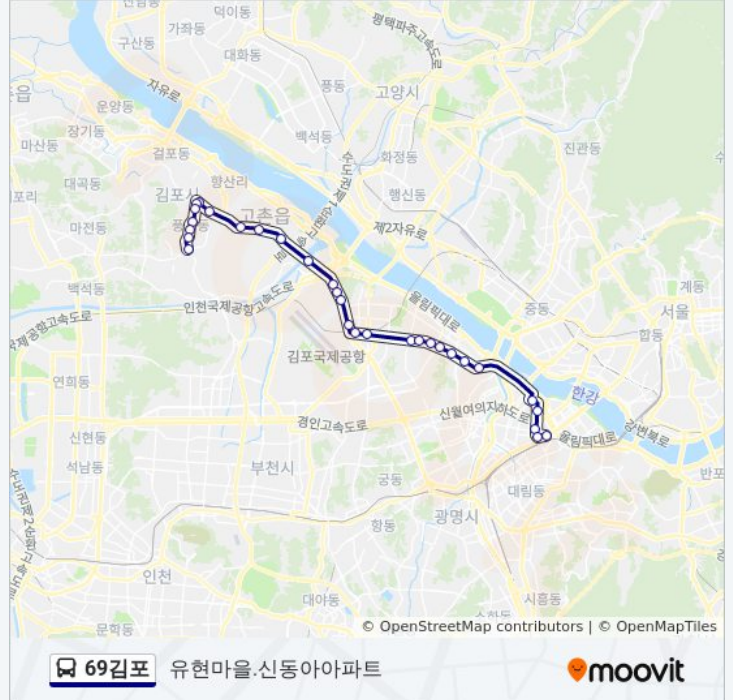 덕이동
가좌동
구산동
대화동
평택파주고속도로
자유로
풍동
고양시
운양동
장기동
백석동
진관동
마산동
걸포동
화정동
대곡동
김포시
향산리
행신동
고촌읍
마전동
제2자유로
백석동
계동
인천국제공항고속도로
올림픽대로
중동
서울
합동
김포국제공항
연희동
한강
신월여의지하도로
강변북로
경인고속도로
올림픽대로
신현동
석남동
부천시
궁동
반포
대림동
광명시
항동
인천
대야동
시흥동
문학동
© OpenStreetMap contributors | © OpenMapTiles
69김포 유현마을.신동아아파트
moovit